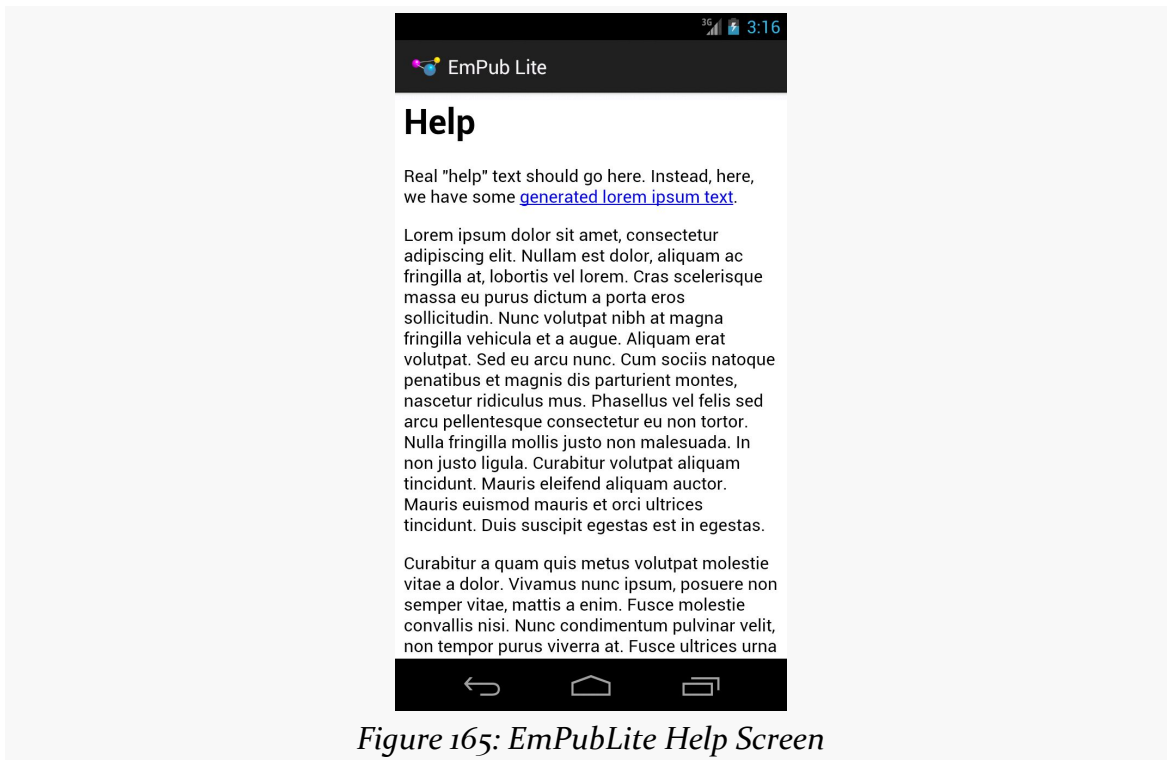 3G 3:16
EmPub Lite
Help
Real "help" text should go here. Instead, here,
we have some generated lorem ipsum text.
Lorem ipsum dolor sit amet, consectetur
adipiscing elit. Nullam est dolor, aliquam ac
fringilla at, lobortis vel lorem. Cras scelerisque
massa eu purus dictum a porta eros
sollicitudin. Nunc volutpat nibh at magna
fringilla vehicula et a augue. Aliquam erat
volutpat. Sed eu arcu nunc. Cum sociis natoque
penatibus et magnis dis parturient montes,
nascetur ridiculus mus. Phasellus vel felis sed
arcu pellentesque consectetur eu non tortor.
Nulla fringilla mollis justo non malesuada. In
non justo ligula. Curabitur volutpat aliquam
tincidunt. Mauris eleifend aliquam auctor.
Mauris euismod mauris et orci ultrices
tincidunt. Duis suscipit egestas est in egestas.
Curabitur a quam quis metus volutpat molestie
vitae a dolor. Vivamus nunc ipsum, posuere non
semper vitae, mattis a enim. Fusce molestie
convallis nisi. Nunc condimentum pulvinar velit,
non tempor purus viverra at. Fusce ultrices urna
Figure 165: EmPubLite Help Screen